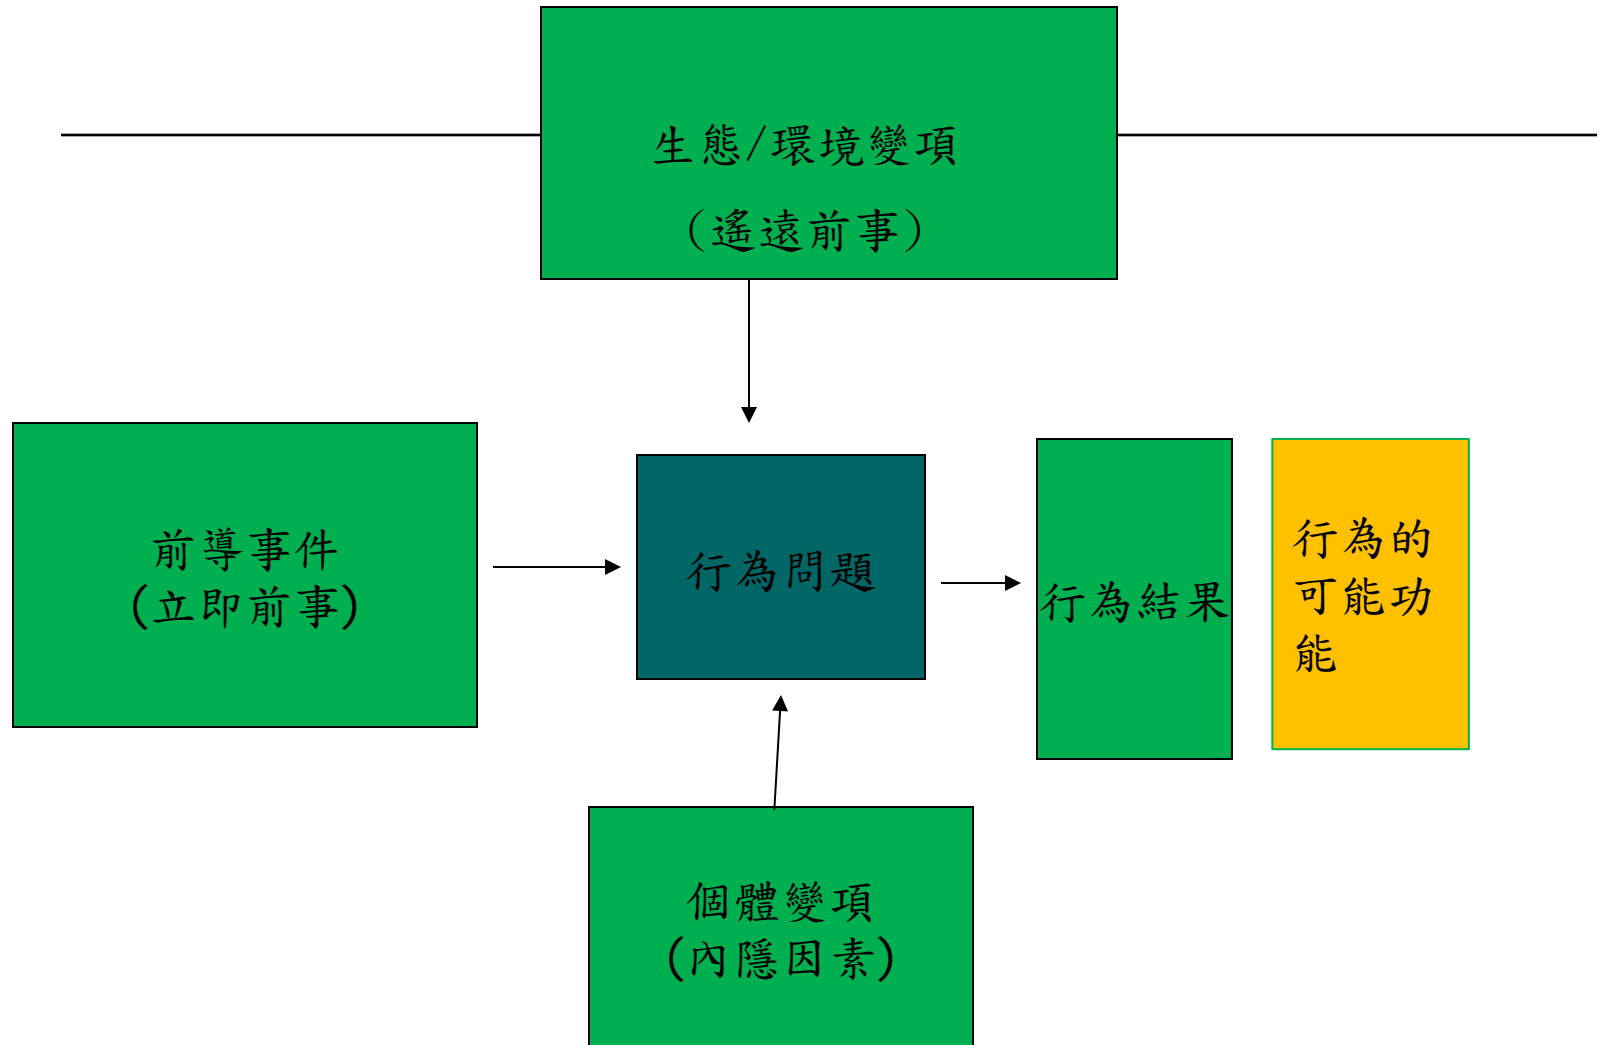 生態/環境變項
（遙遠前事）
前導事件
(立即前事)
行為問題
行為結果
行為的
可能功
能
個體變項
(內隱因素)